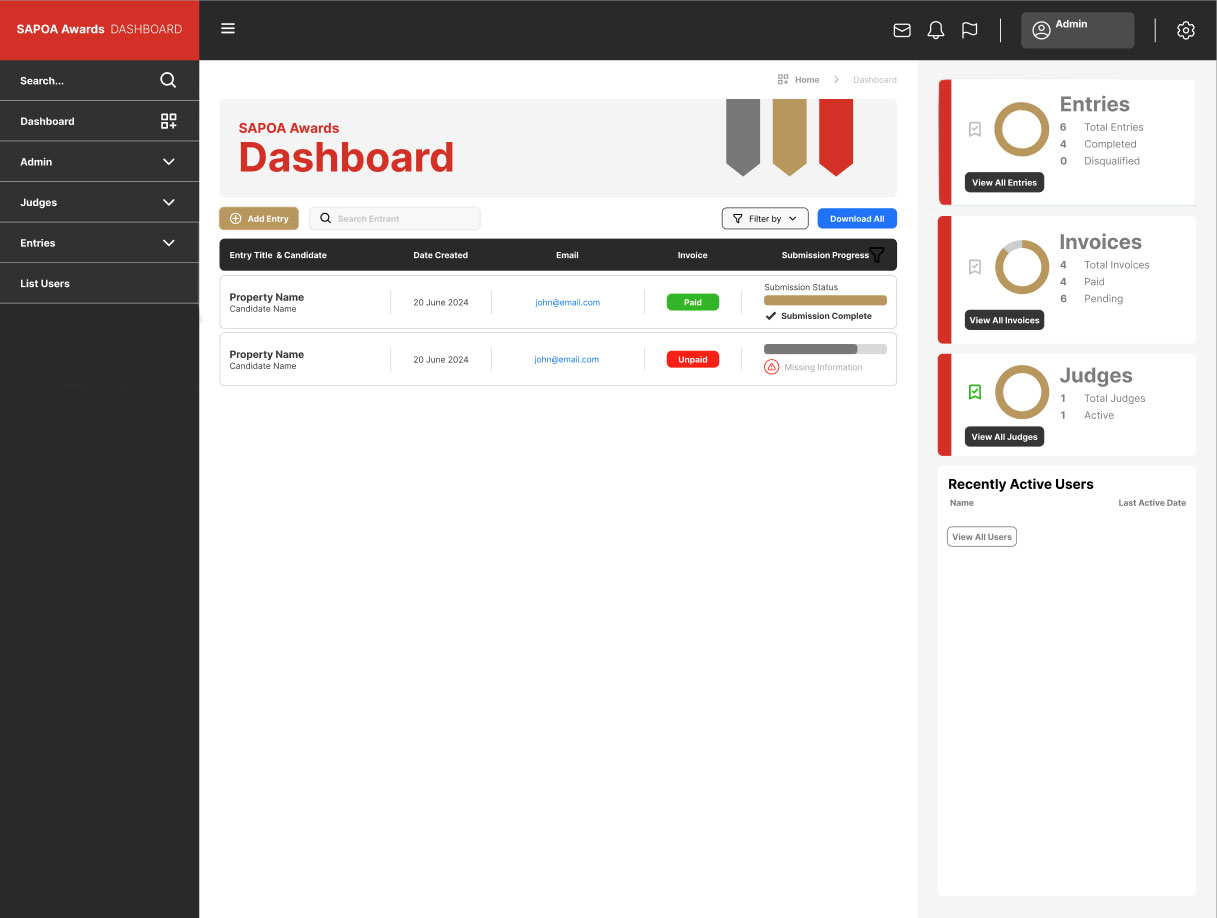 SAPOA Awards DASHBOARD
Admin
Search...
Dashboard
Admin
Judges
Entries
List Users
Home
Dashboard
SAPOA Awards
Dashboard
Add Entry
Search Entrant
Filter by
Download All
Entry Title & Candidate
Date Created
Email
Invoice
Submission Progress
Property Name
Candidate Name
20 June 2024
john@email.com
Paid
Submission Status
Submission Complete
Property Name
Candidate Name
20 June 2024
john@email.com
Unpaid
Missing Information
Entries
6 Total Entries
4 Completed
0 Disqualified
View All Entries
Invoices
4 Total Invoices
4 Paid
6 Pending
View All Invoices
Judges
1 Total Judges
1 Active
View All Judges
Recently Active Users
Name Last Active Date
View All Users